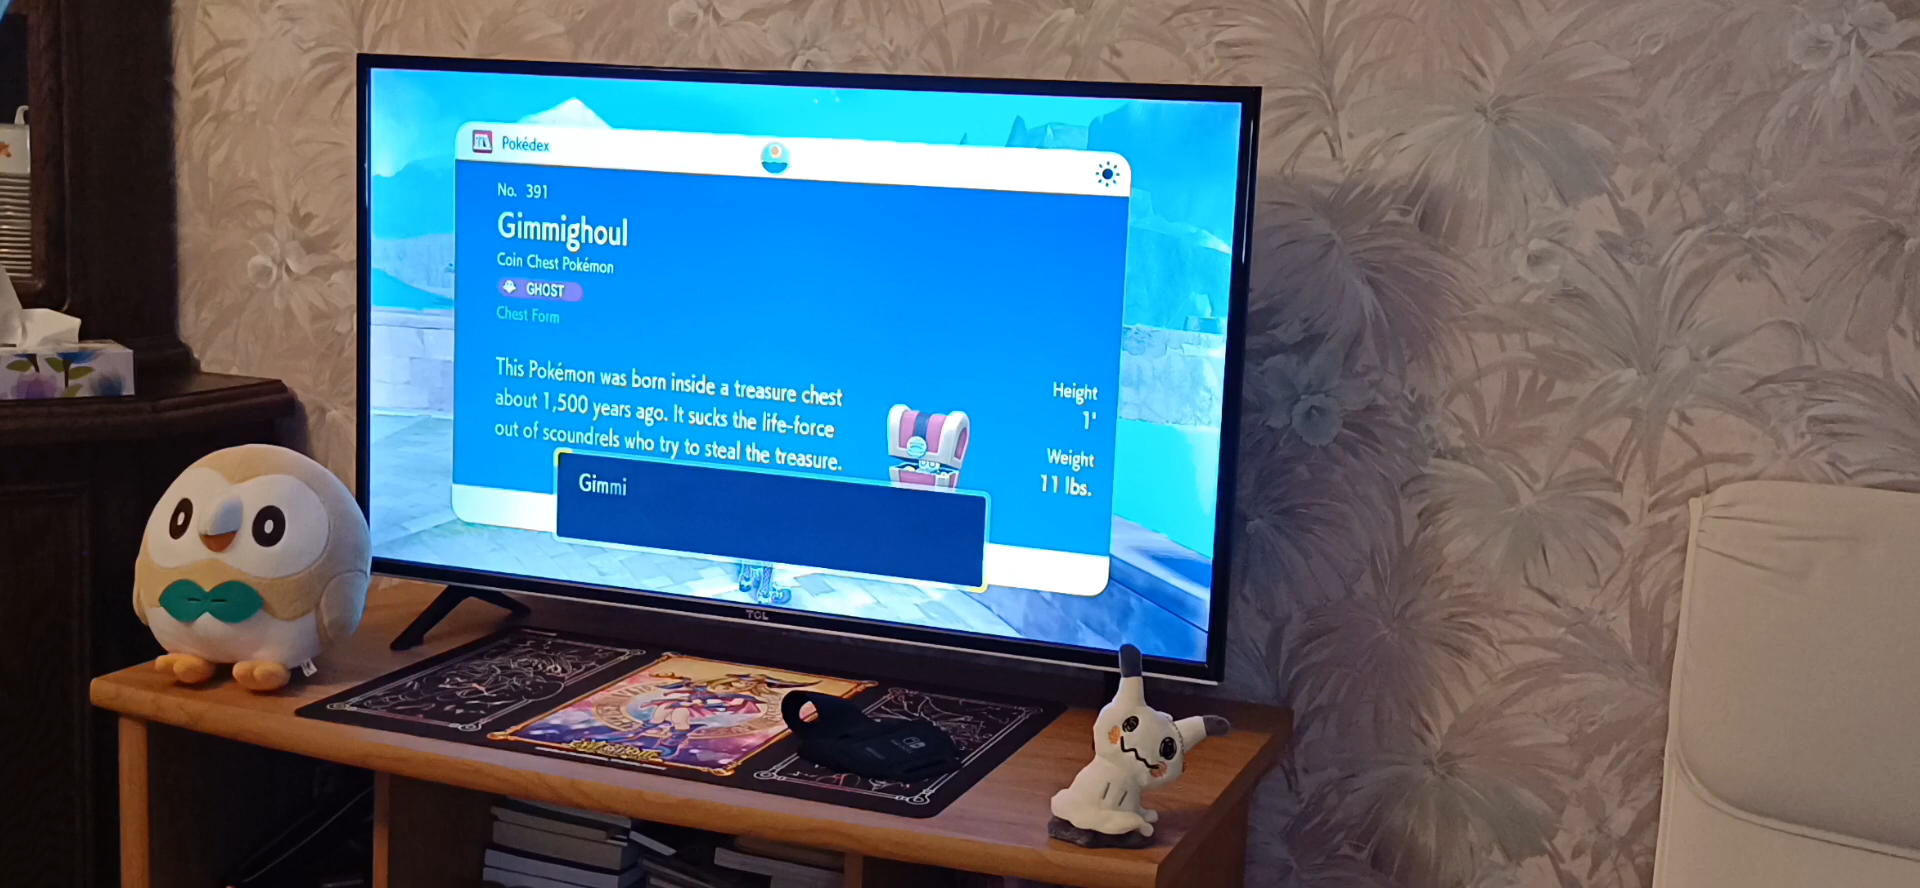 Pokédex
No. 391
Gimmighoul
Coin Chest Pokémon
GHOST
Chest Form
This Pokémon was born inside a treasure chest
about 1,500 years ago. It sucks the life-force
out of scoundrels who try to steal the treasure.
Height
1'
Weight
11 lbs.
Gimmi
TCL